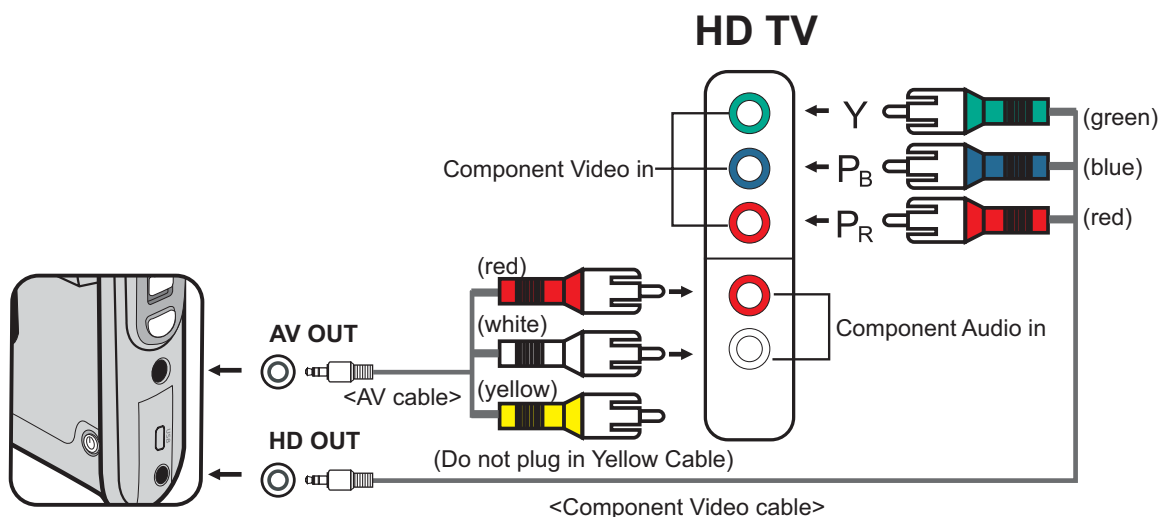 HD TV
Y
(green)
Component Video in
PB
(blue)
PR
(red)
(red)
(white)
Component Audio in
AV OUT
<AV cable>
(yellow)
USB
HD OUT
(Do not plug in Yellow Cable)
<Component Video cable>